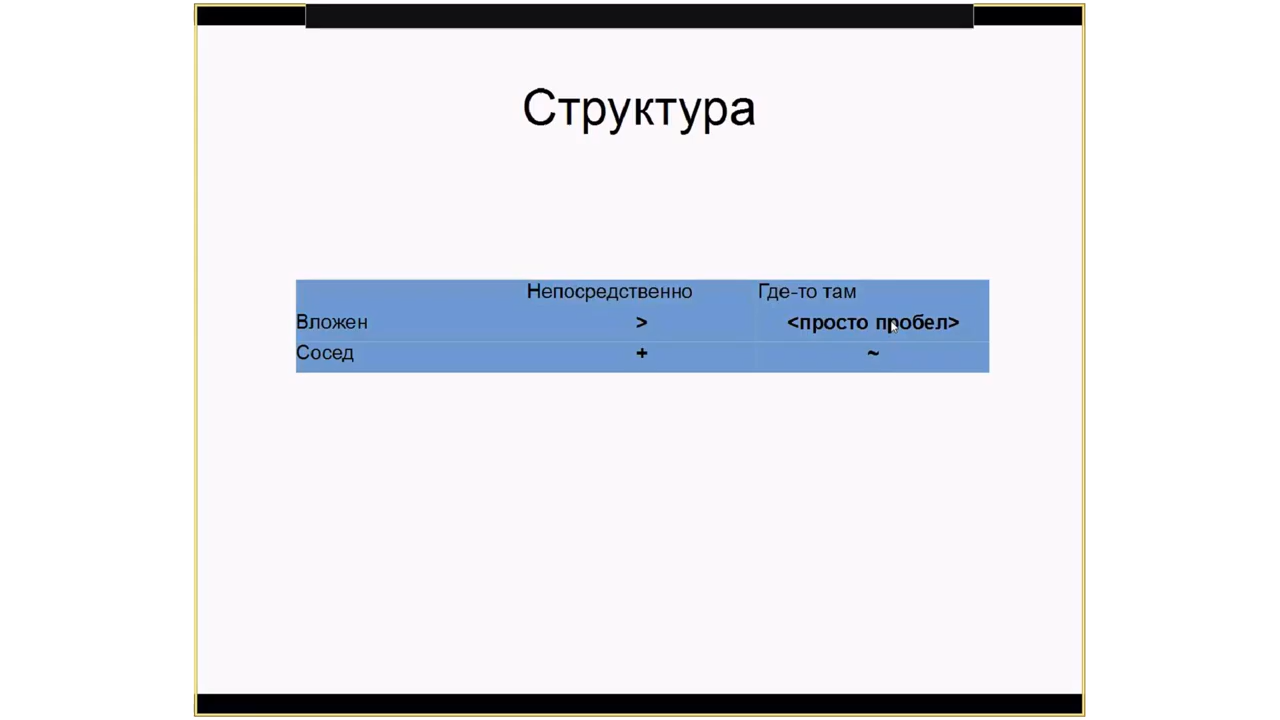 Структура
Непосредственно Где-то там
Вложен > <просто пробел>
Сосед + ~